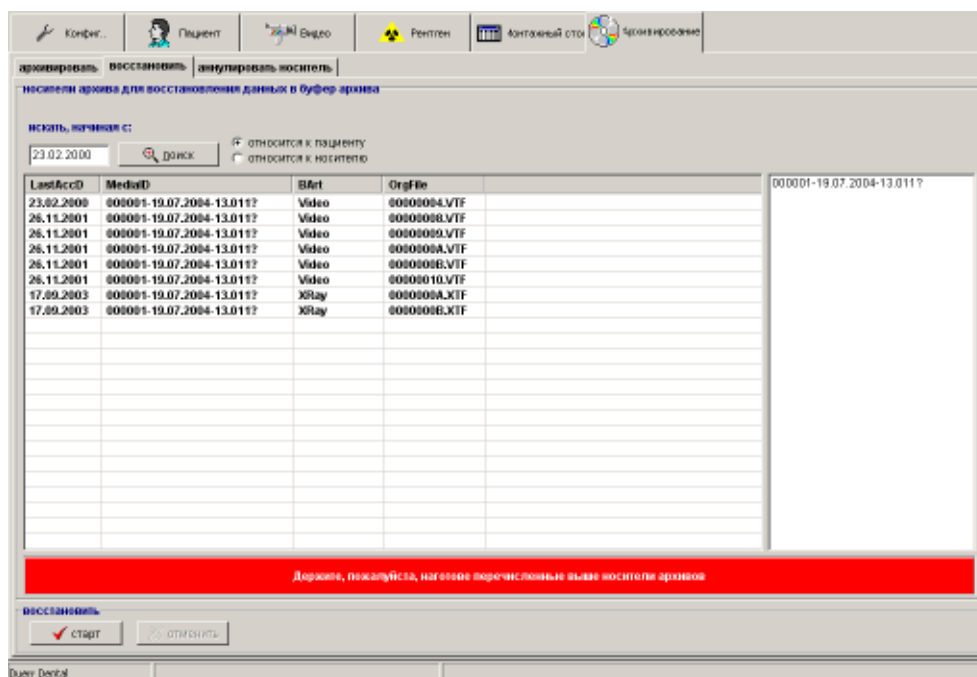 Конфиг... Пациент Видео Рентген Монтажный стол Архивирование
архивировать восстановить аннулировать носитель
носители архива для восстановления данных в буфер архива
искать, начиная с:
23.02.2000 поиск относится к пациенту
относится к носителю
LastAccD MediaID BArt OrgFile
000001-19.07.2004-13.011?
23.02.2000 000001-19.07.2004-13.011? Video 00000004.VTF
26.11.2001 000001-19.07.2004-13.011? Video 00000008.VTF
26.11.2001 000001-19.07.2004-13.011? Video 00000009.VTF
26.11.2001 000001-19.07.2004-13.011? Video 0000000A.VTF
26.11.2001 000001-19.07.2004-13.011? Video 0000000B.VTF
26.11.2001 000001-19.07.2004-13.011? Video 00000010.VTF
17.09.2003 000001-19.07.2004-13.011? XRay 0000000A.XTF
17.09.2003 000001-19.07.2004-13.011? XRay 0000000B.XTF
Держите, пожалуйста, наготове перечисленные выше носители архивов
восстановить
старт отменить
Duerr Dental